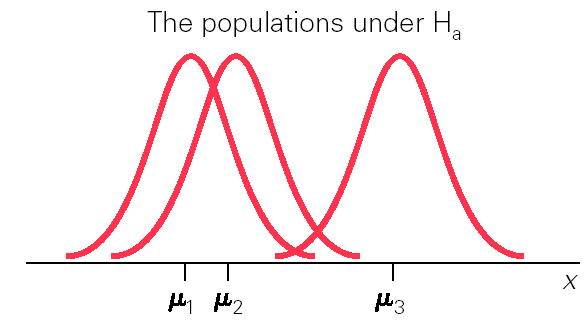 The populations under Hₐ
x
μ₁ μ₂ μ₃